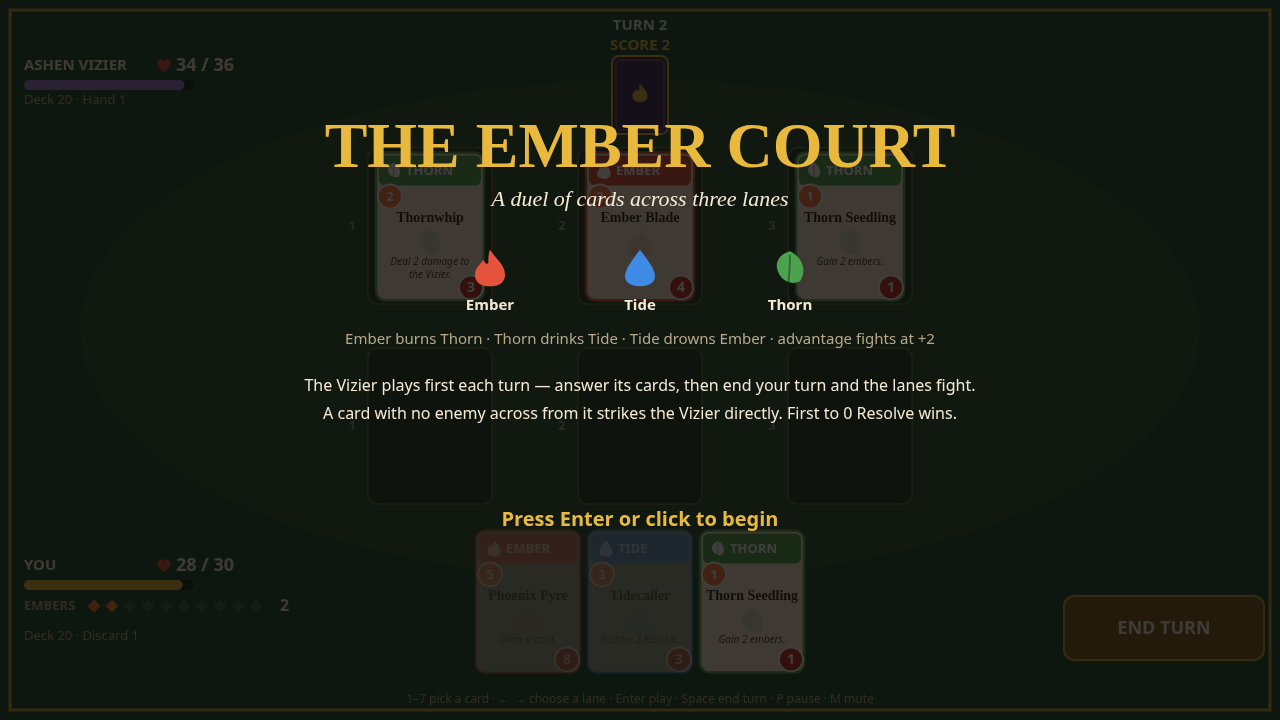 TURN 2
SCORE 2
ASHEN VIZIER 34 / 36
Deck 20 · Hand 1
THE EMBER COURT
A duel of cards across three lanes
1
THORN
2
Thornwhip
Deal 2 damage to
the Vizier.
3
2
EMBER
Ember Blade
4
3
THORN
1
Thorn Seedling
Gain 2 embers.
1
Ember
Tide
Thorn
Ember burns Thorn · Thorn drinks Tide · Tide drowns Ember · advantage fights at +2
The Vizier plays first each turn — answer its cards, then end your turn and the lanes fight.
A card with no enemy across from it strikes the Vizier directly. First to 0 Resolve wins.
1
2
3
Press Enter or click to begin
YOU 28 / 30
EMBERS 2
Deck 20 · Discard 1
EMBER
5
Phoenix Pyre
Draw a card.
8
TIDE
3
Tidecaller
Restore 3 Resolve.
3
THORN
1
Thorn Seedling
Gain 2 embers.
1
END TURN
1–7 pick a card · ← → choose a lane · Enter play · Space end turn · P pause · M mute